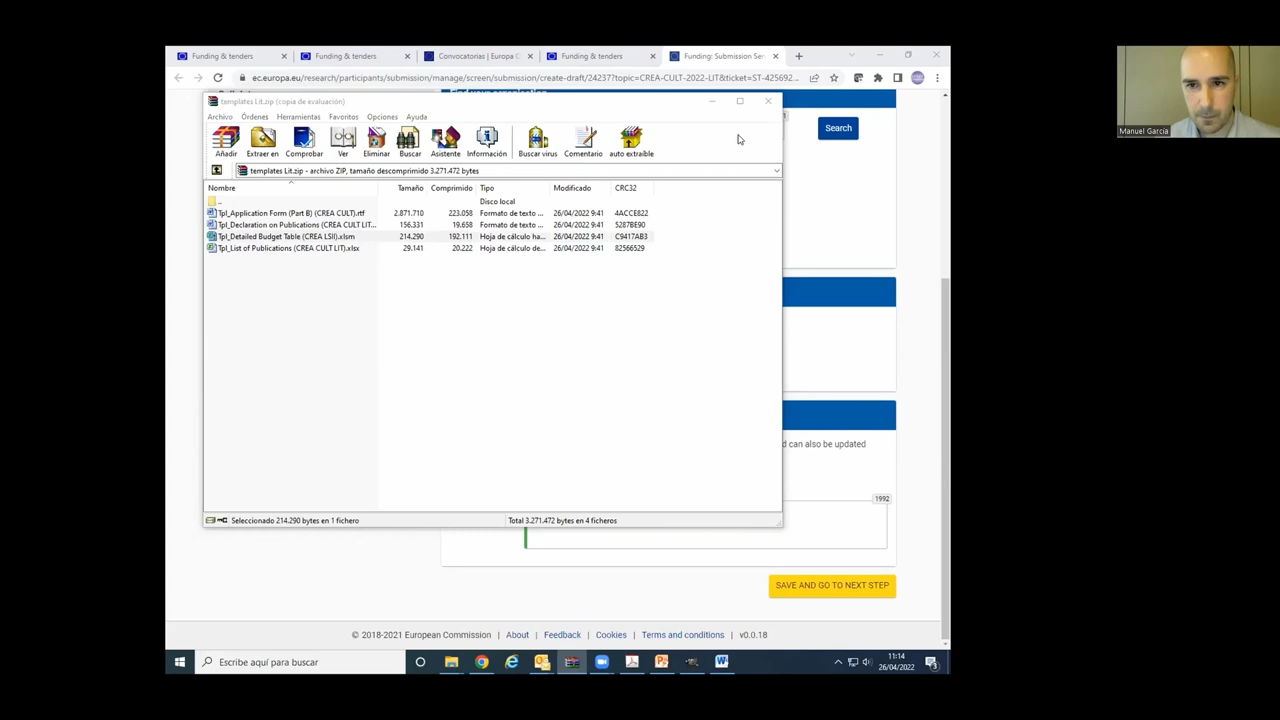 Funding & tenders
Funding & tenders
Convocatorias | Europa C
Funding & tenders
Funding: Submission Ser
ec.europa.eu/research/participants/submission/manage/screen/submission/create-draft/24237?topic=CREA-CULT-2022-LIT&ticket=ST-425692...
templates Lit.zip (copia de evaluación)
Archivo Órdenes Herramientas Favoritos Opciones Ayuda
Añadir Extraer en Comprobar Ver Eliminar Buscar Asistente Información Buscar virus Comentario auto extraíble
Search
templates Lit.zip - archivo ZIP, tamaño descomprimido 3.271.472 bytes
Nombre Tamaño Comprimido Tipo Modificado CRC32
.. Disco local
Tpl_Application Form (Part B) (CREA CULT).rtf 2.871.710 223.058 Formato de texto ... 26/04/2022 9:41 4ACCE822
Tpl_Declaration on Publications (CREA CULT LIT... 156.331 19.658 Formato de texto ... 26/04/2022 9:41 5287BE90
Tpl_Detailed Budget Table (CREA LSI).xlsm 214.290 192.111 Hoja de cálculo ha... 26/04/2022 9:41 C9417AB3
Tpl_List of Publications (CREA CULT LIT).xlsx 29.141 20.222 Hoja de cálculo de... 26/04/2022 9:41 82566529
d can also be updated
1992
Seleccionado 214.290 bytes en 1 fichero Total 3.271.472 bytes en 4 ficheros
SAVE AND GO TO NEXT STEP
© 2018-2021 European Commission | About | Feedback | Cookies | Terms and conditions | v0.0.18
Escribe aquí para buscar
11:14
26/04/2022
3
Manuel García